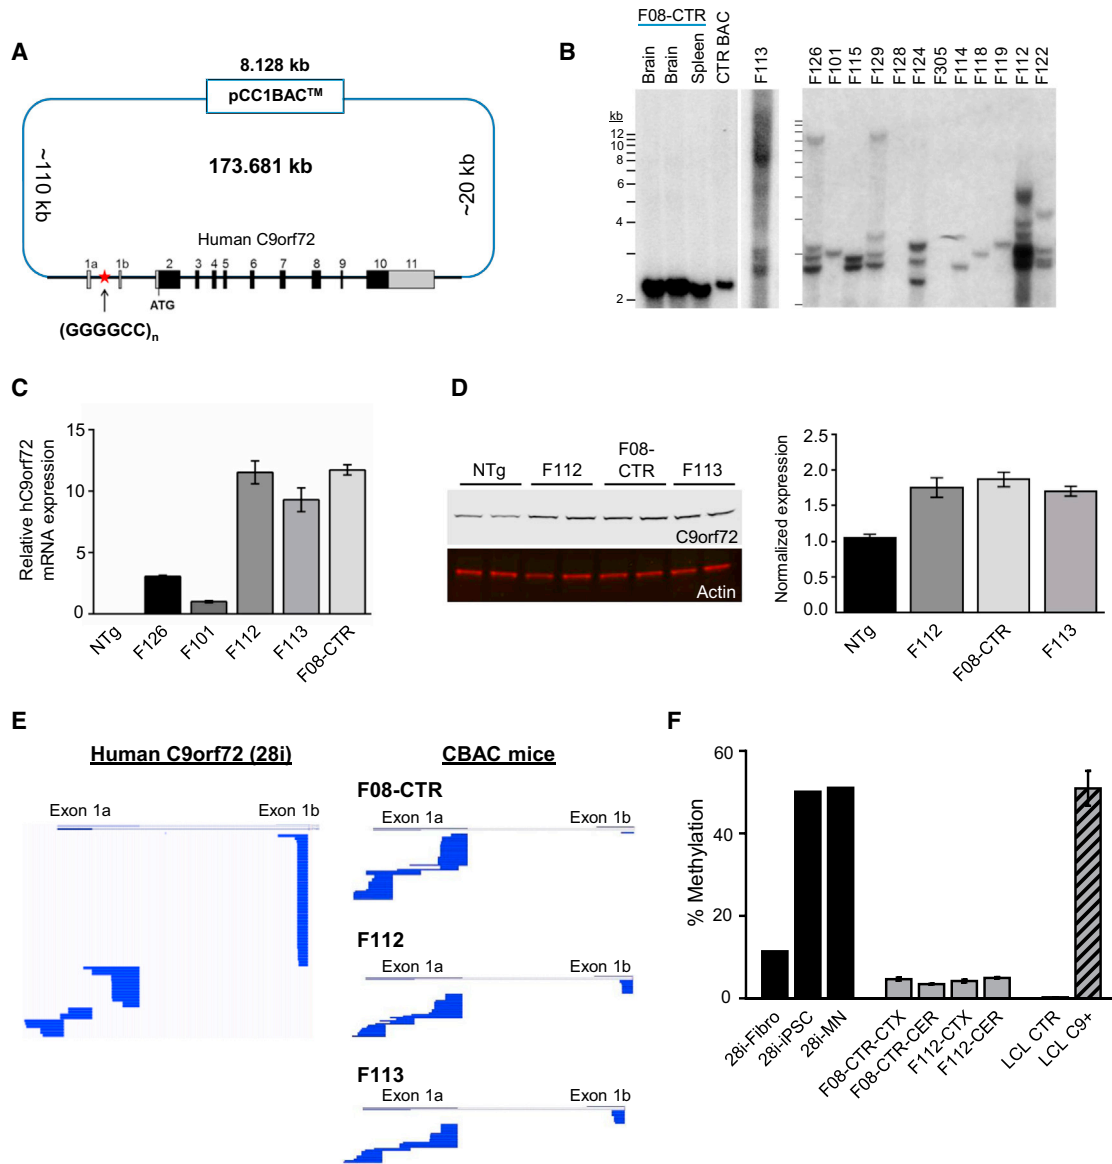 A
8.128 kb
pCC1BAC™
~110 kb
173.681 kb
~20 kb
Human C9orf72
1a 1b 2 3 4 5 6 7 8 9 10 11
ATG
(GGGGCC)n
B
F08-CTR
Brain Brain Spleen CTR BAC F113 F126 F101 F115 F129 F128 F124 F305 F114 F118 F119 F112 F122
kb
12
10
8
6
4
2
C
Relative hC9orf72
mRNA expression
15
10
5
0
NTg F126 F101 F112 F113 F08-CTR
D
NTg F112 F08-CTR F113
C9orf72
Actin
Normalized expression
2.5
2.0
1.5
1.0
0.5
0.0
NTg F112 F08-CTR F113
E
Human C9orf72 (28i)
Exon 1a Exon 1b
CBAC mice
F08-CTR
Exon 1a Exon 1b
F112
Exon 1a Exon 1b
F113
Exon 1a Exon 1b
F
% Methylation
60
40
20
0
28i-Fibro 28i-iPSC 28i-MN F08-CTR-CTX F08-CTR-CER F112-CTX F112-CER LCL CTR LCL C9+